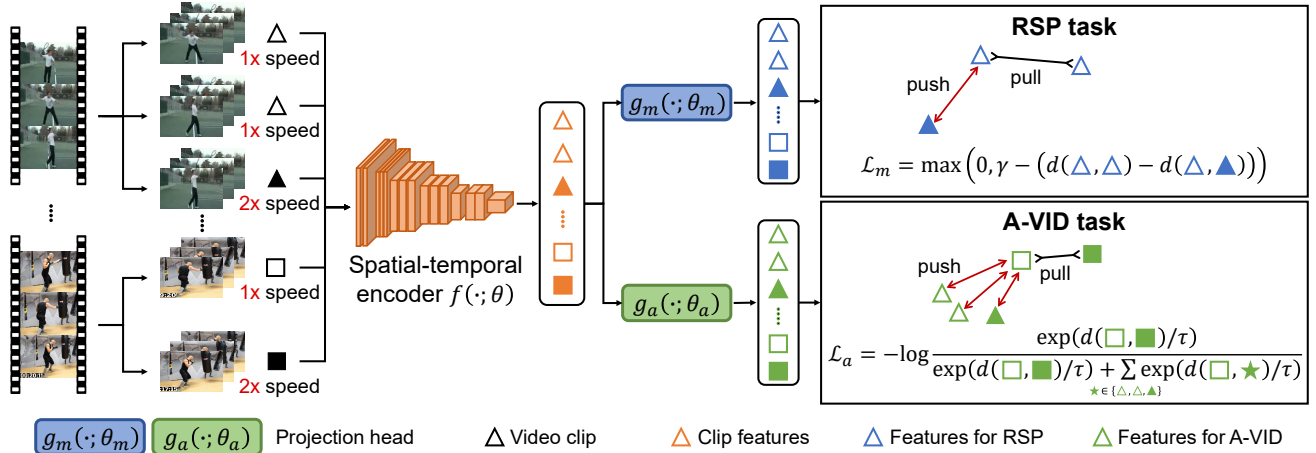 1x speed
1x speed
2x speed
1x speed
2x speed
Spatial-temporal
encoder f(·; θ)
g_m(·; θ_m)
g_a(·; θ_a)
RSP task
push
pull
ℒ_m = max(0, γ − (d(△, △) − d(△, ▲)))
A-VID task
push
pull
ℒ_a = −log exp(d(□, ■)/τ) / exp(d(□, ■)/τ) + ∑ exp(d(□, ★)/τ)
★ ∈ {△, △, ▲}
g_m(·; θ_m) g_a(·; θ_a) Projection head △ Video clip △ Clip features △ Features for RSP △ Features for A-VID